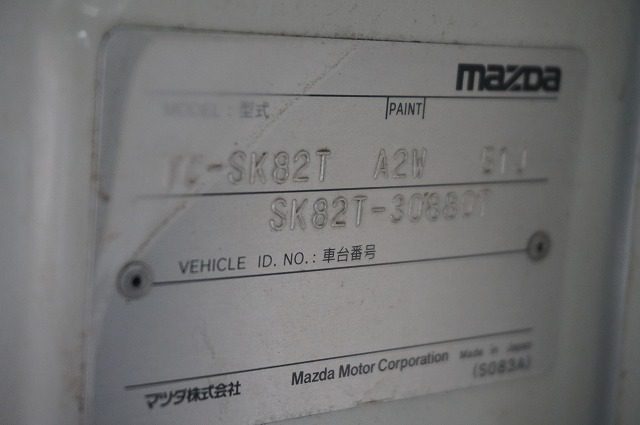 mazda
MODEL : 型式 PAINT
TC-SK82T A2W
VEHICLE ID. NO. : 車台番号
マツダ株式会社 Mazda Motor Corporation Made in Japan
(S083A)